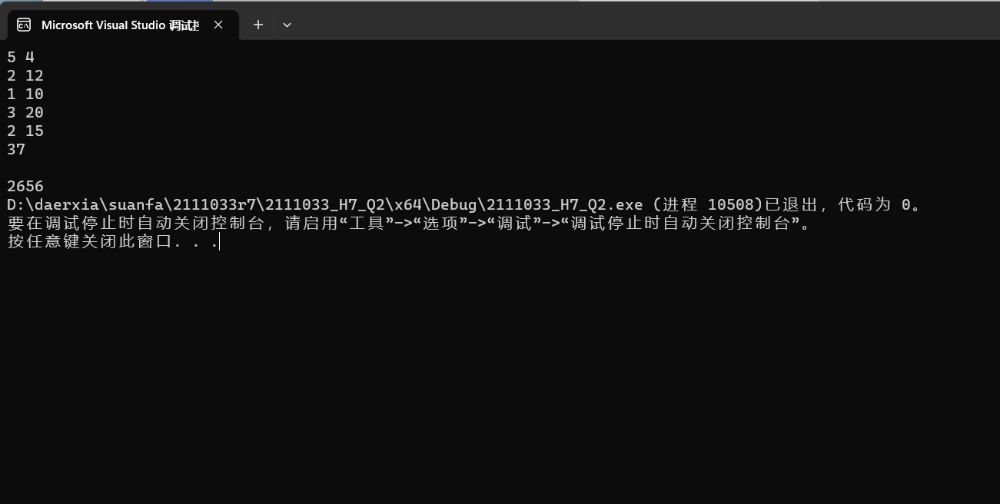 Microsoft Visual Studio 调试
5 4
2 12
1 10
3 20
2 15
37
2656
D:\daerxia\suanfa\2111033r7\2111033_H7_Q2\x64\Debug\2111033_H7_Q2.exe (进程 10508)已退出，代码为 0。
要在调试停止时自动关闭控制台，请启用“工具”->“选项”->“调试”->“调试停止时自动关闭控制台”。
按任意键关闭此窗口. . .